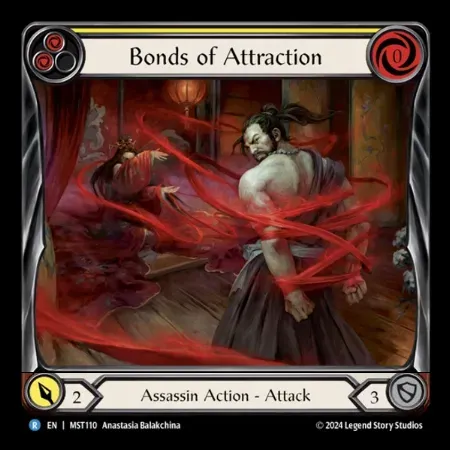 Bonds of Attraction
0
2
Assassin Action - Attack
3
R EN | MST110 Anastasia Balakchina
© 2024 Legend Story Studios